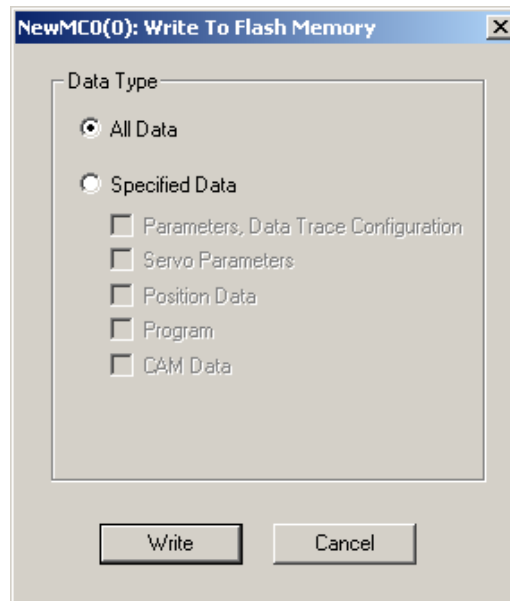 NewMC0(0): Write To Flash Memory
Data Type
All Data
Specified Data
Parameters, Data Trace Configuration
Servo Parameters
Position Data
Program
CAM Data
Write
Cancel